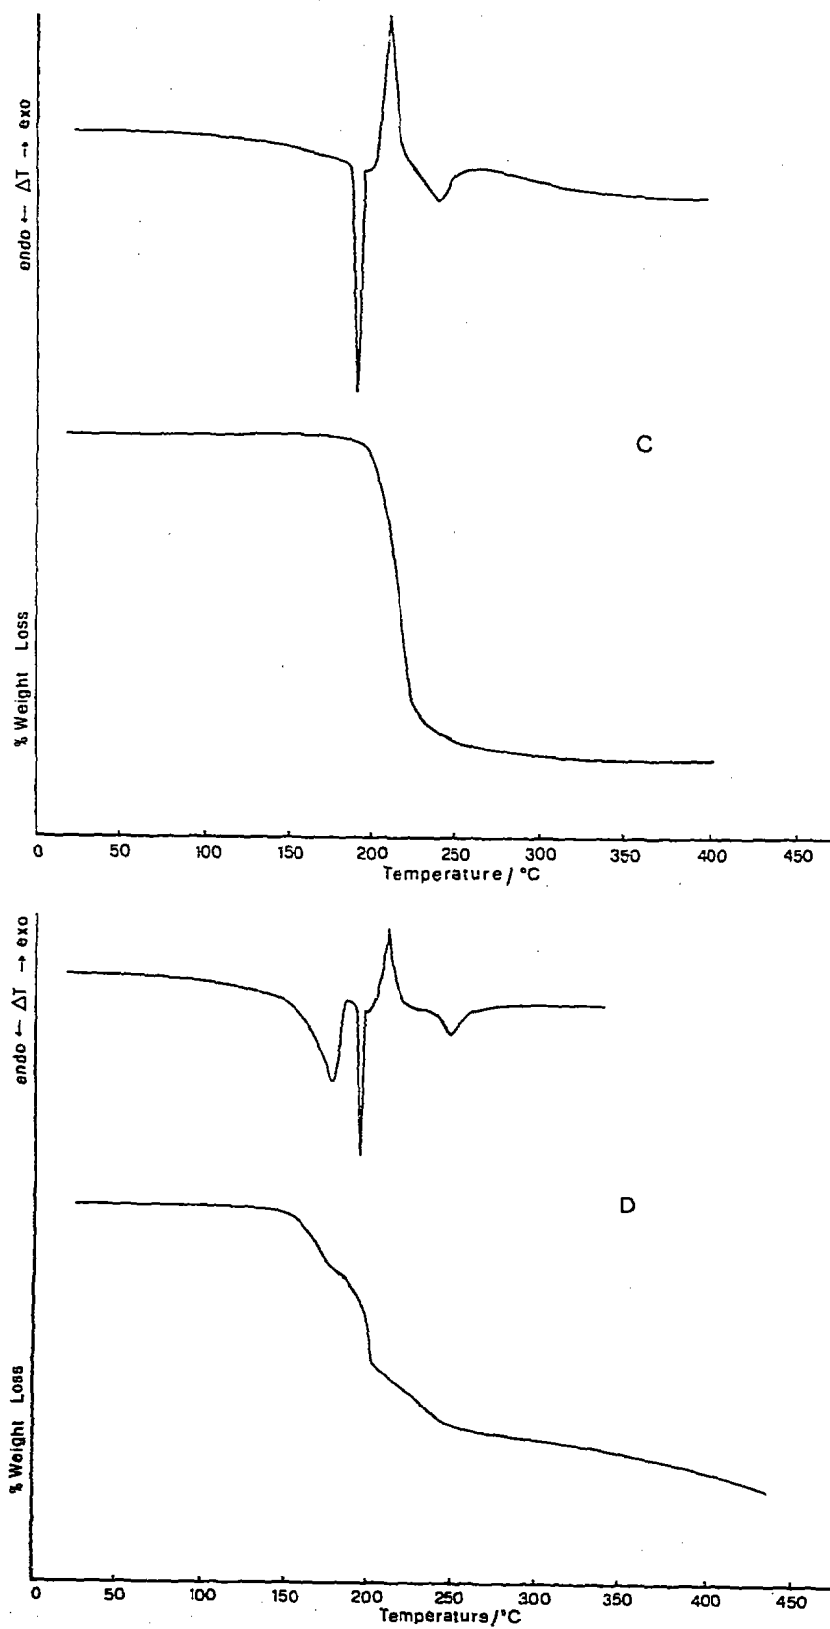 endo ← ΔT → exo
C
% Weight Loss
0 50 100 150 200 250 300 350 400 450
Temperature / °C
endo ← ΔT → exo
D
% Weight Loss
0 50 100 150 200 250 300 350 400 450
Temperature/°C